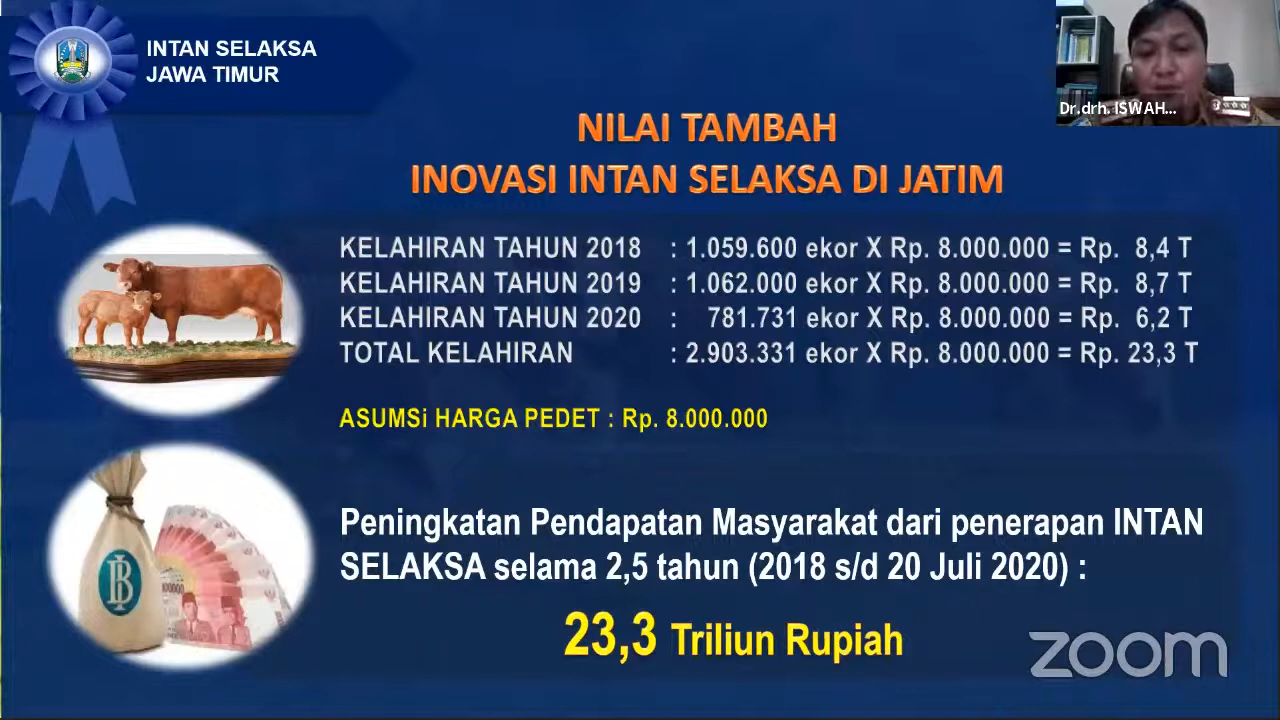 INTAN SELAKSA
JAWA TIMUR
Dr.drh. ISWAH...
NILAI TAMBAH
INOVASI INTAN SELAKSA DI JATIM
KELAHIRAN TAHUN 2018 : 1.059.600 ekor X Rp. 8.000.000 = Rp. 8,4 T
KELAHIRAN TAHUN 2019 : 1.062.000 ekor X Rp. 8.000.000 = Rp. 8,7 T
KELAHIRAN TAHUN 2020 : 781.731 ekor X Rp. 8.000.000 = Rp. 6,2 T
TOTAL KELAHIRAN : 2.903.331 ekor X Rp. 8.000.000 = Rp. 23,3 T
ASUMSi HARGA PEDET : Rp. 8.000.000
Peningkatan Pendapatan Masyarakat dari penerapan INTAN
SELAKSA selama 2,5 tahun (2018 s/d 20 Juli 2020) :
23,3 Triliun Rupiah
zoom